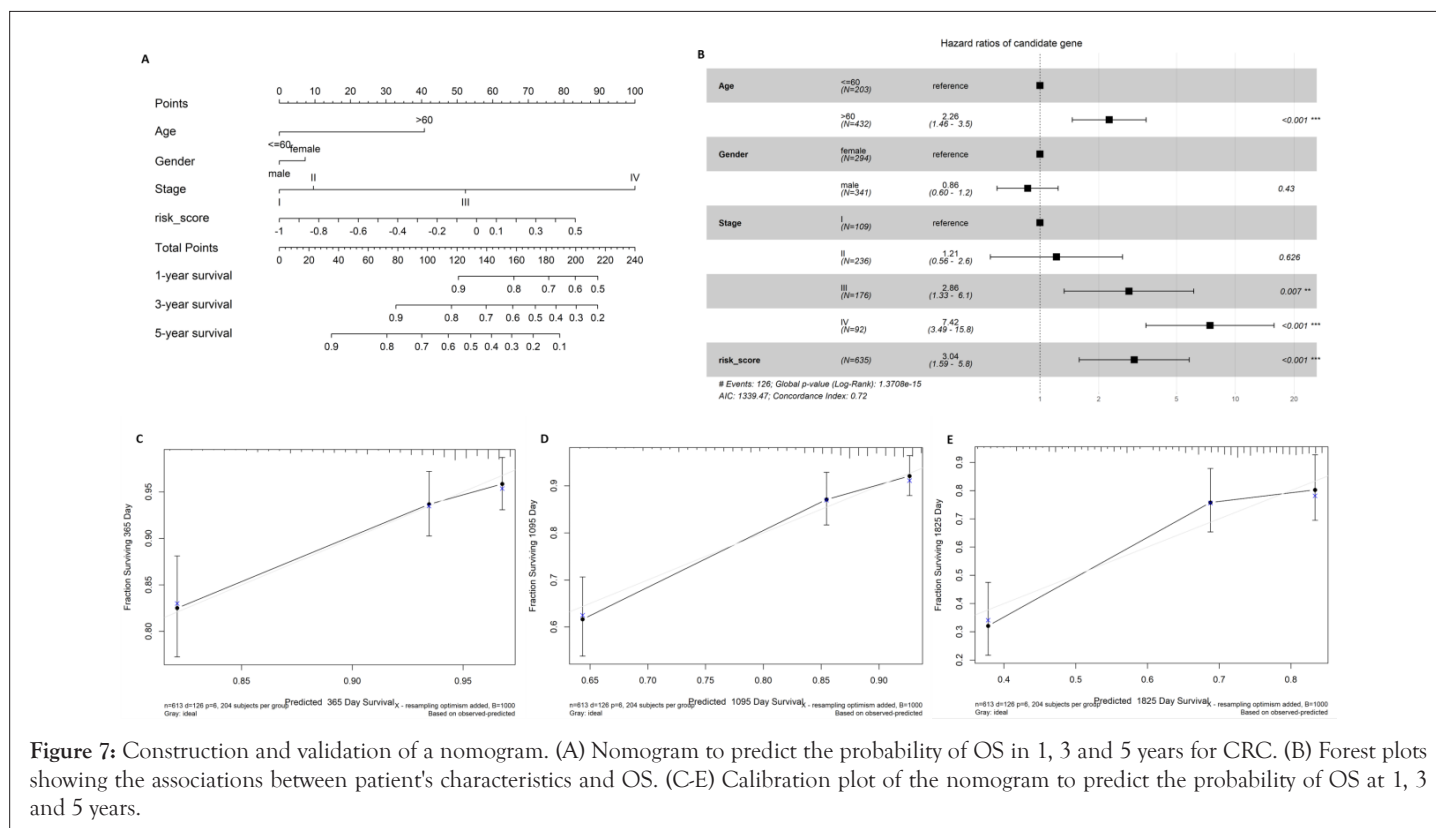 A
Points
0 10 20 30 40 50 60 70 80 90 100
Age
>60
<=60
Gender
female
male
Stage
II IV
I III
risk_score
-1 -0.8 -0.6 -0.4 -0.2 0 0.1 0.3 0.5
Total Points
0 20 40 60 80 100 120 140 160 180 200 220 240
1-year survival
0.9 0.8 0.7 0.6 0.5
3-year survival
0.9 0.8 0.7 0.6 0.5 0.4 0.3 0.2
5-year survival
0.9 0.8 0.7 0.6 0.5 0.4 0.3 0.2 0.1
B
Hazard ratios of candidate gene
Age <=60 reference
(N=203)
>60 2.26 <0.001 ***
(N=432) (1.46 - 3.5)
Gender female reference
(N=294)
male 0.86 0.43
(N=341) (0.60 - 1.2)
Stage I reference
(N=109)
II 1.21 0.626
(N=236) (0.56 - 2.6)
III 2.86 0.007 **
(N=176) (1.33 - 6.1)
IV 7.42 <0.001 ***
(N=92) (3.49 - 15.8)
risk_score (N=635) 3.04 <0.001 ***
(1.59 - 5.8)
# Events: 126; Global p-value (Log-Rank): 1.3708e-15
AIC: 1339.47; Concordance Index: 0.72
1 2 5 10 20
C
Fraction Surviving 365 Day
0.95
0.90
0.85
0.80
0.85 0.90 0.95
Predicted 365 Day Survival
n=613 d=126 p=6, 204 subjects per group
Gray: ideal
X - resampling optimism added, B=1000
Based on observed-predicted
D
Fraction Surviving 1095 Day
0.9
0.8
0.7
0.6
0.65 0.70 0.75 0.80 0.85 0.90
Predicted 1095 Day Survival
n=613 d=126 p=6, 204 subjects per group
Gray: ideal
X - resampling optimism added, B=1000
Based on observed-predicted
E
Fraction Surviving 1825 Day
0.9
0.8
0.7
0.6
0.5
0.4
0.3
0.2
0.4 0.5 0.6 0.7 0.8
Predicted 1825 Day Survival
n=613 d=126 p=6, 204 subjects per group
Gray: ideal
X - resampling optimism added, B=1000
Based on observed-predicted
Figure 7: Construction and validation of a nomogram. (A) Nomogram to predict the probability of OS in 1, 3 and 5 years for CRC. (B) Forest plots
showing the associations between patient's characteristics and OS. (C-E) Calibration plot of the nomogram to predict the probability of OS at 1, 3
and 5 years.